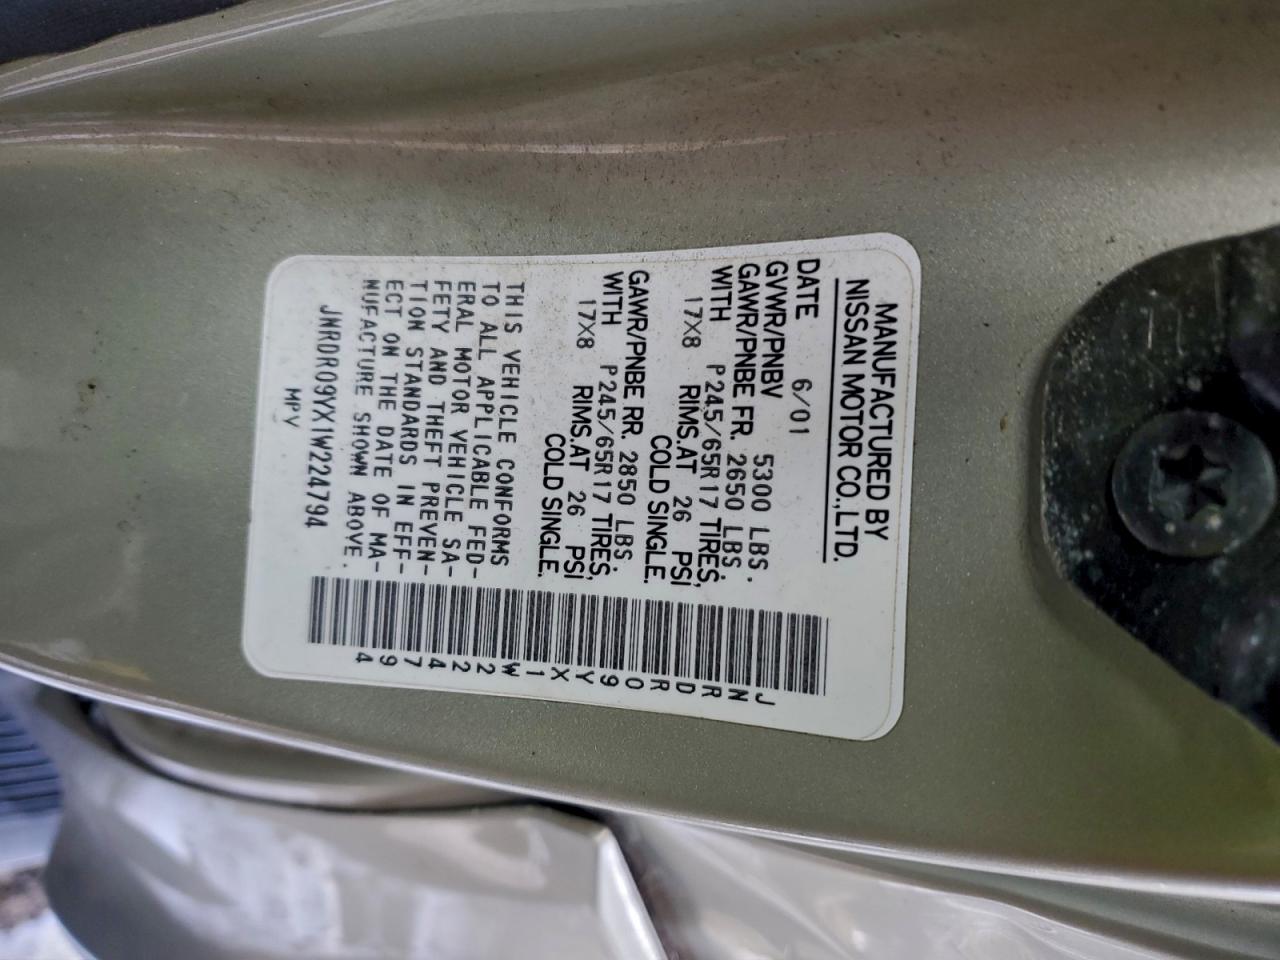 MANUFACTURED BY
NISSAN MOTOR CO.,LTD.
DATE 6/01
GVWR/PNBV 5300 LBS.
GAWR/PNBE FR. 2650 LBS.
WITH P245/65R17 TIRES,
17X8 RIMS.AT 26 PSI
COLD SINGLE.
GAWR/PNBE RR. 2850 LBS.
WITH P245/65R17 TIRES,
17X8 RIMS.AT 26 PSI
COLD SINGLE.
THIS VEHICLE CONFORMS
TO ALL APPLICABLE FED-
ERAL MOTOR VEHICLE SA-
FETY AND THEFT PREVEN-
TION STANDARDS IN EFF-
ECT ON THE DATE OF MA-
NUFACTURE SHOWN ABOVE.
JNRDR09YX1W224794
MPV
JNRDR09YX1W224794